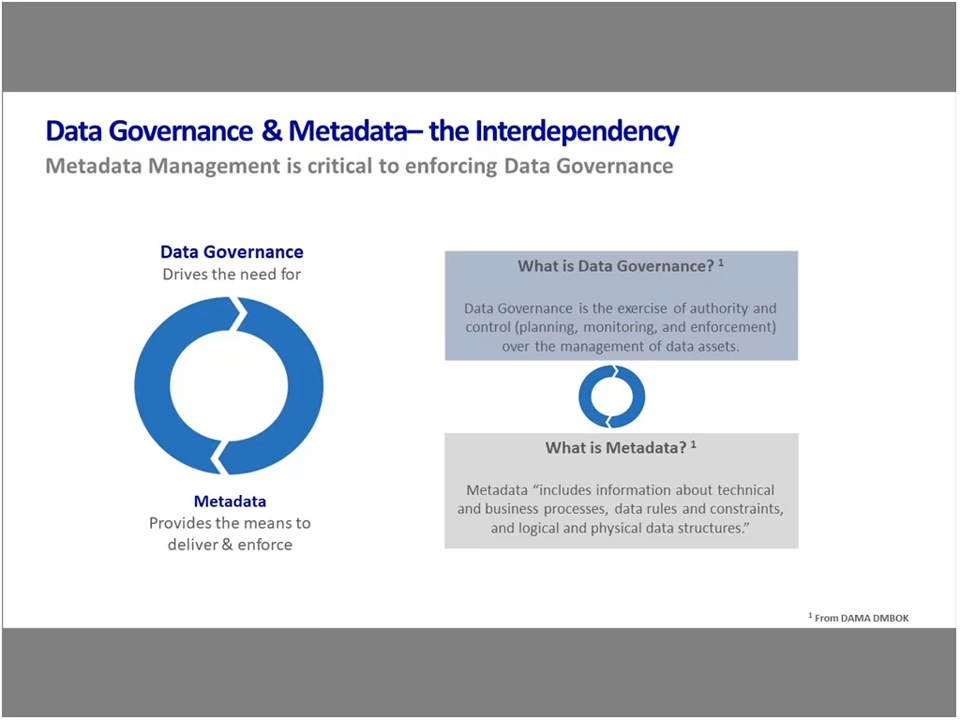 Data Governance & Metadata– the Interdependency
Metadata Management is critical to enforcing Data Governance
Data Governance
Drives the need for
Metadata
Provides the means to
deliver & enforce
What is Data Governance? ¹
Data Governance is the exercise of authority and
control (planning, monitoring, and enforcement)
over the management of data assets.
What is Metadata? ¹
Metadata “includes information about technical
and business processes, data rules and constraints,
and logical and physical data structures.”
¹ From DAMA DMBOK